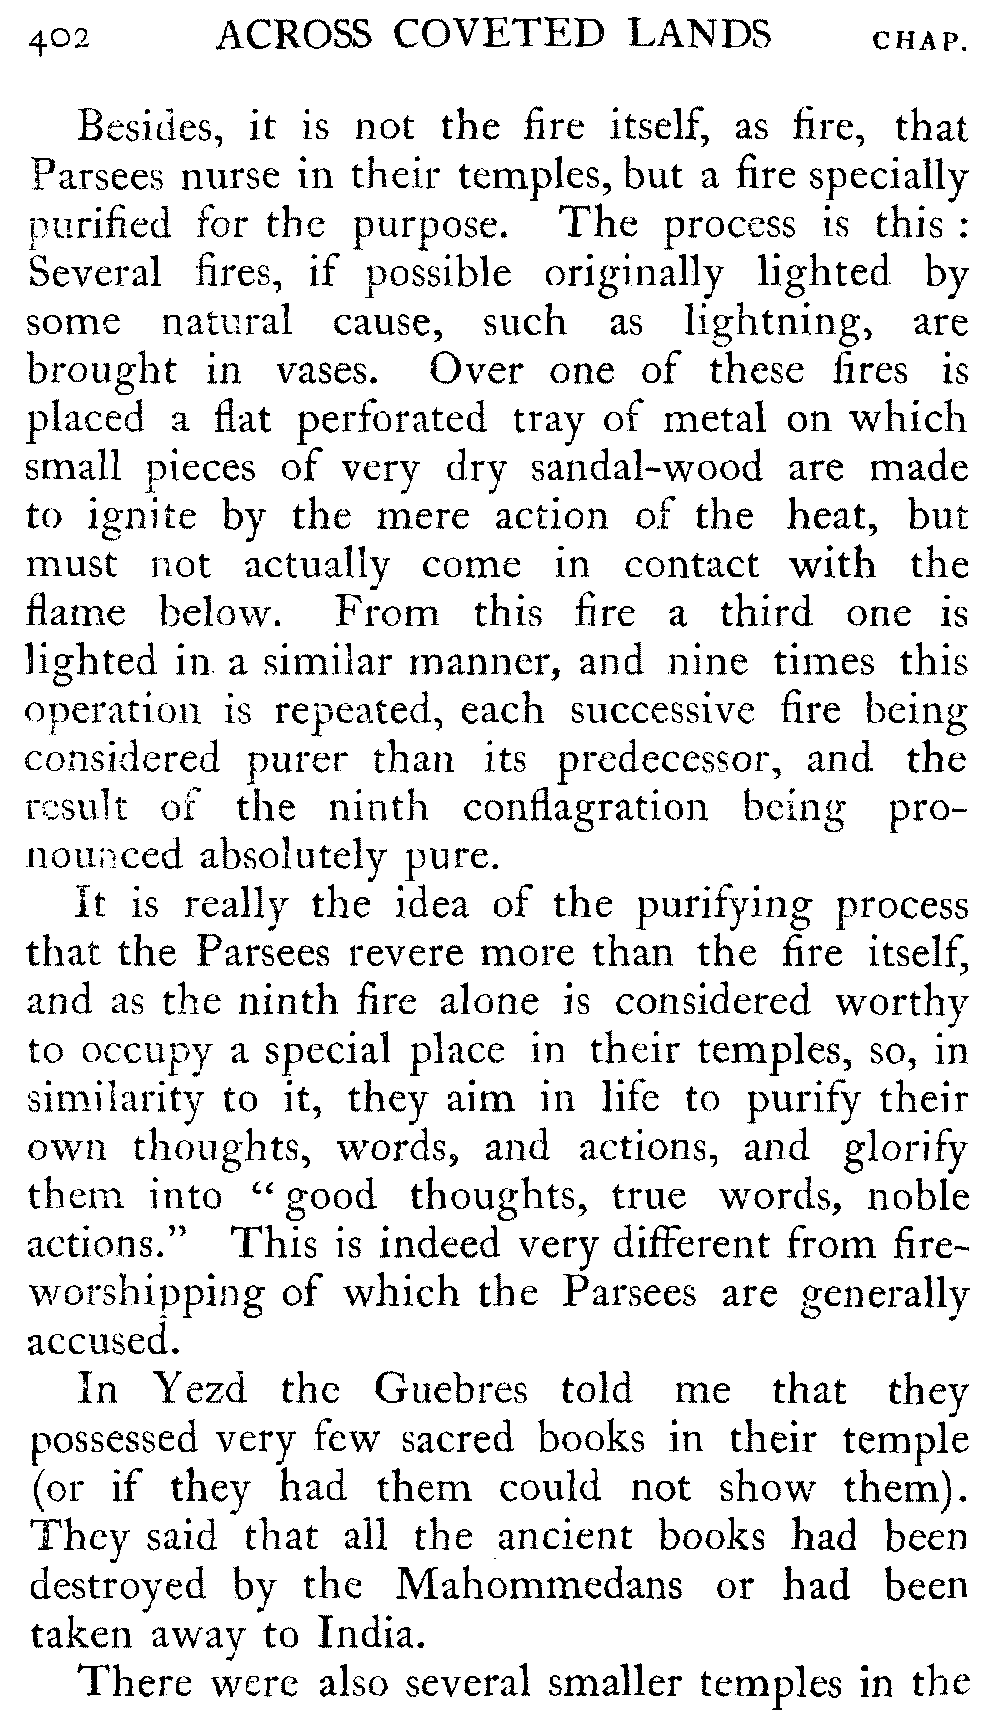 402 ACROSS COVETED LANDS CHAP.
Besides, it is not the fire itself, as fire, that
Parsees nurse in their temples, but a fire specially
purified for the purpose. The process is this :
Several fires, if possible originally lighted by
some natural cause, such as lightning, are
brought in vases. Over one of these fires is
placed a flat perforated tray of metal on which
small pieces of very dry sandal-wood are made
to ignite by the mere action of the heat, but
must not actually come in contact with the
flame below. From this fire a third one is
lighted in a similar manner, and nine times this
operation is repeated, each successive fire being
considered purer than its predecessor, and the
result of the ninth conflagration being pro-
nounced absolutely pure.
It is really the idea of the purifying process
that the Parsees revere more than the fire itself,
and as the ninth fire alone is considered worthy
to occupy a special place in their temples, so, in
similarity to it, they aim in life to purify their
own thoughts, words, and actions, and glorify
them into “good thoughts, true words, noble
actions.” This is indeed very different from fire-
worshipping of which the Parsees are generally
accused.
In Yezd the Guebres told me that they
possessed very few sacred books in their temple
(or if they had them could not show them).
They said that all the ancient books had been
destroyed by the Mahommedans or had been
taken away to India.
There were also several smaller temples in the